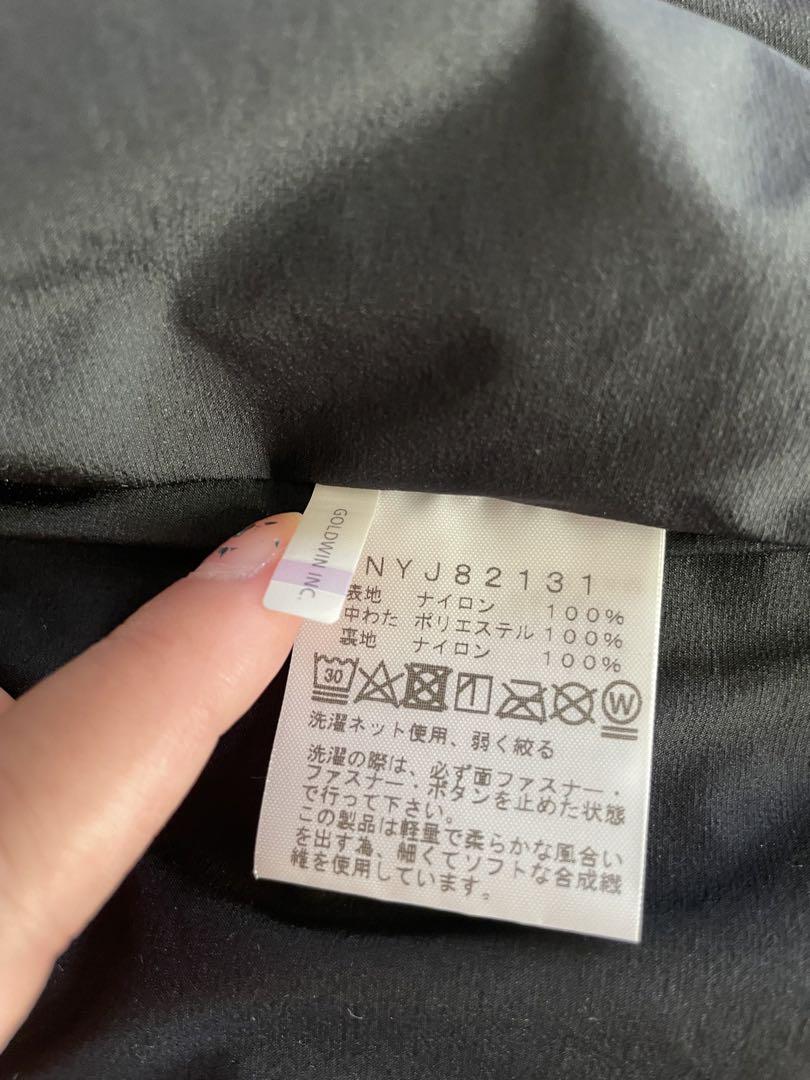 GOLDWIN INC.
NYJ82131
表地 ナイロン 100%
中わた ポリエステル 100%
裏地 ナイロン 100%
30 W
洗濯ネット使用、弱く絞る
洗濯の際は、必ず面ファスナー・
ファスナー・ボタンを止めた状態
で行って下さい。
この製品は軽量で柔らかな風合い
を出す為、細くてソフトな合成繊
維を使用しています。